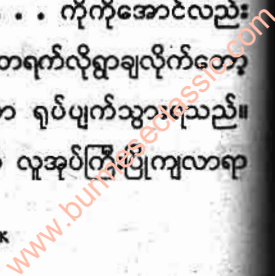 . . ကိုကိုအောင်လည်း
တရက်လိုရွာချလိုက်တော့
ရုပ်ပျက်သွားရသည်။
လူအုပ်ကြီးပြိုကျလာရာ
www.burmeseclassic.com